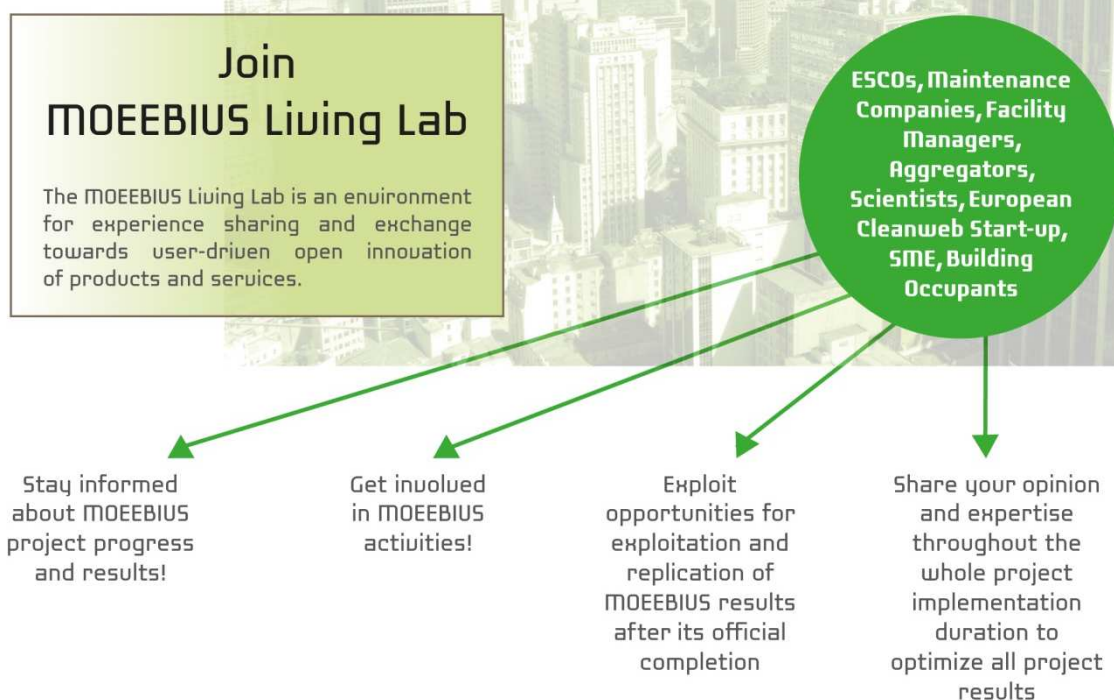 Join
MOEEBIUS Living Lab
The MOEEBIUS Living Lab is an environment
for experience sharing and exchange
towards user-driven open innovation
of products and services.
ESCOs, Maintenance
Companies, Facility
Managers,
Aggregators,
Scientists, European
Cleanweb Start-up,
SME, Building
Occupants
Stay informed
about MOEEBIUS
project progress
and results!
Get involved
in MOEEBIUS
activities!
Exploit
opportunities for
exploitation and
replication of
MOEEBIUS results
after its official
completion
Share your opinion
and expertise
throughout the
whole project
implementation
duration to
optimize all project
results